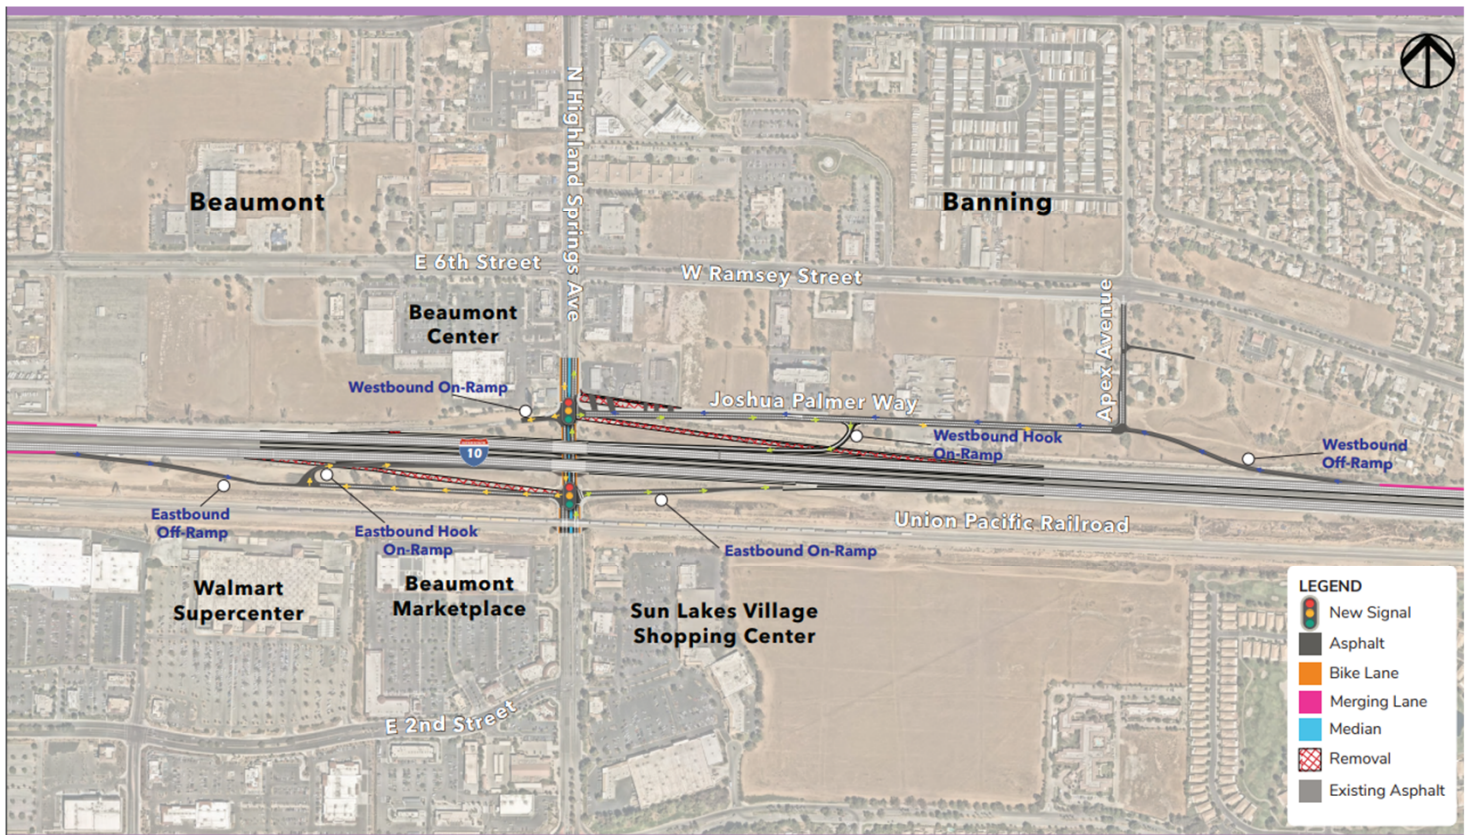 N Highland Springs Ave
Beaumont
Banning
E 6th Street
W Ramsey Street
Apex Avenue
Beaumont
Center
Westbound On-Ramp
Joshua Palmer Way
Westbound Hook
On-Ramp
Westbound
Off-Ramp
10
Eastbound
Off-Ramp
Eastbound Hook
On-Ramp
Eastbound On-Ramp
Union Pacific Railroad
Walmart
Supercenter
Beaumont
Marketplace
Sun Lakes Village
Shopping Center
E 2nd Street
LEGEND
New Signal
Asphalt
Bike Lane
Merging Lane
Median
Removal
Existing Asphalt